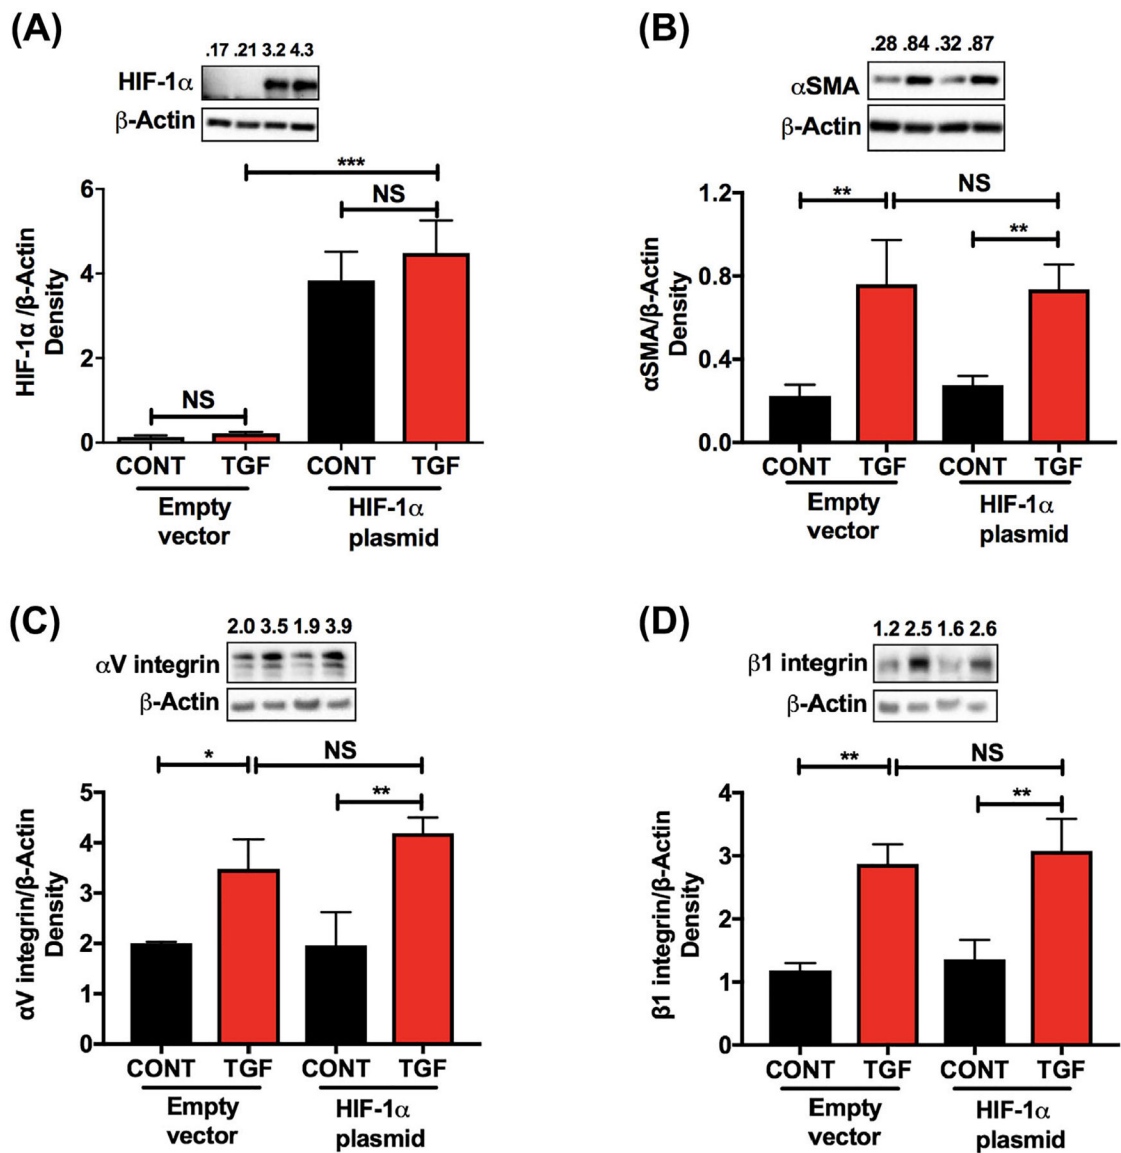 (A)
.17 .21 3.2 4.3
HIF-1α
β-Actin
***
NS
NS
6
4
2
0
HIF-1α /β-Actin
Density
CONT TGF CONT TGF
Empty
vector
HIF-1α
plasmid
(B)
.28 .84 .32 .87
αSMA
β-Actin
NS
**
**
1.2
0.8
0.4
0.0
αSMA/β-Actin
Density
CONT TGF CONT TGF
Empty
vector
HIF-1α
plasmid
(C)
2.0 3.5 1.9 3.9
αV integrin
β-Actin
NS
*
**
5
4
3
2
1
0
αV integrin/β-Actin
Density
CONT TGF CONT TGF
Empty
vector
HIF-1α
plasmid
(D)
1.2 2.5 1.6 2.6
β1 integrin
β-Actin
NS
**
**
4
3
2
1
0
β1 integrin/β-Actin
Density
CONT TGF CONT TGF
Empty
vector
HIF-1α
plasmid